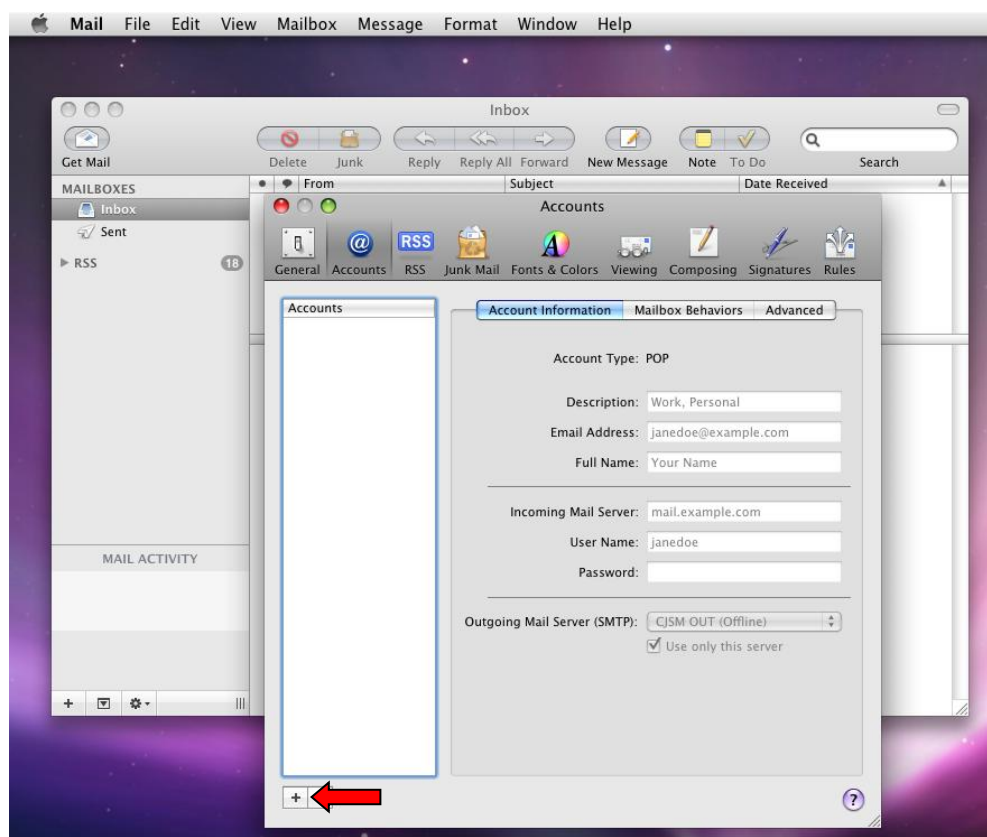 Mail File Edit View Mailbox Message Format Window Help
Inbox
Get Mail Delete Junk Reply Reply All Forward New Message Note To Do Search
MAILBOXES
Inbox
Sent
RSS 18
MAIL ACTIVITY
From Subject Date Received
Accounts
RSS
General Accounts RSS Junk Mail Fonts & Colors Viewing Composing Signatures Rules
Accounts
Account Information Mailbox Behaviors Advanced
Account Type: POP
Description: Work, Personal
Email Address: janedoe@example.com
Full Name: Your Name
Incoming Mail Server: mail.example.com
User Name: janedoe
Password:
Outgoing Mail Server (SMTP): CJSM OUT (Offline)
Use only this server
+
+
?